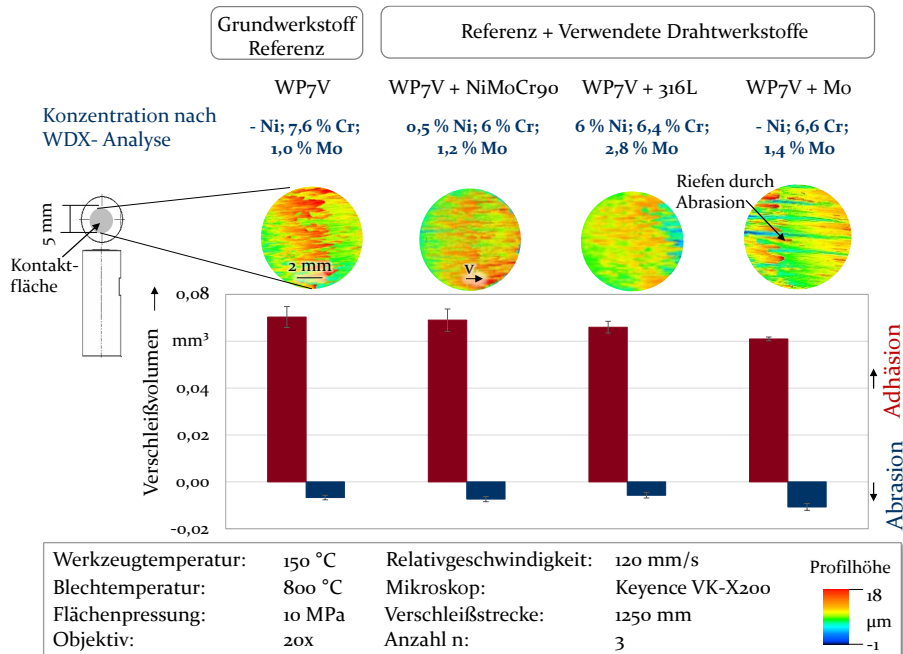 Grundwerkstoff
Referenz
Referenz + Verwendete Drahtwerkstoffe
WP7V
WP7V + NiMoCr90
WP7V + 316L
WP7V + Mo
Konzentration nach
WDX- Analyse
- Ni; 7,6 % Cr;
1,0 % Mo
0,5 % Ni; 6 % Cr;
1,2 % Mo
6 % Ni; 6,4 % Cr;
2,8 % Mo
- Ni; 6,6 Cr;
1,4 % Mo
Riefen durch
Abrasion
5 mm
Kontakt-
fläche
2 mm
v
Verschleißvolumen
0,08
mm³
0,04
0,02
0,00
-0,02
Adhäsion
Abrasion
Werkzeugtemperatur: 150 °C Relativgeschwindigkeit: 120 mm/s
Blechtemperatur: 800 °C Mikroskop: Keyence VK-X200
Flächenpressung: 10 MPa Verschleißstrecke: 1250 mm
Objektiv: 20x Anzahl n: 3
Profilhöhe
18
µm
-1